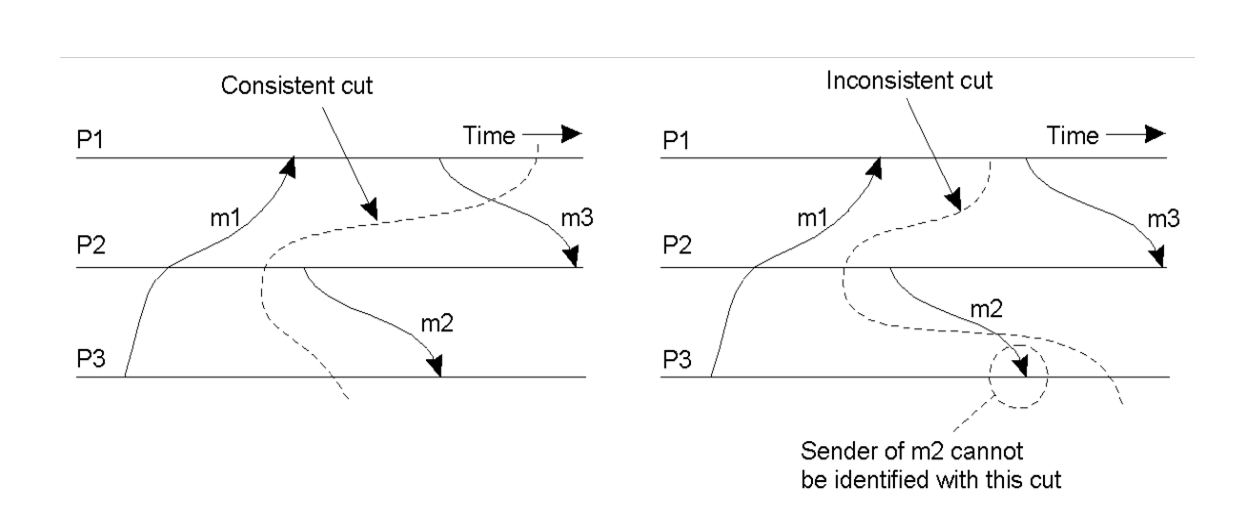 Consistent cut
P1
Time
m1
m3
P2
m2
P3
Inconsistent cut
P1
Time
m1
m3
P2
m2
P3
Sender of m2 cannot
be identified with this cut